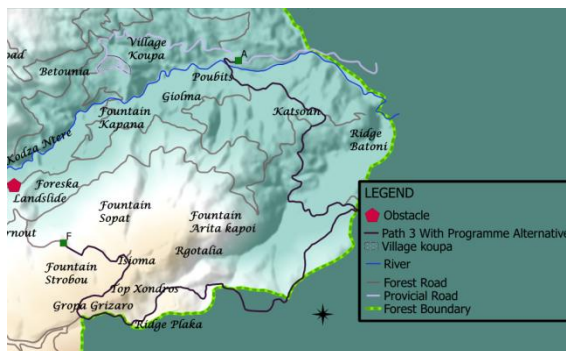 Village
Koupa
oad
Betounia
A
Poubits
Giolma
Fountain
Kapana
Katsoan
Ridge
Batoni
Kodza Ntere
Foreska
Landslide
rnout
F
Fountain
Sopat
Fountain
Arita kapoi
Tsioma
Rgotalia
Fountain
Strobou
Top Xondros
Gropa Grizaro
Ridge Plaka
LEGEND
Obstacle
Path 3 With Programme Alternative
Village koupa
River
Forest Road
Provicial Road
Forest Boundary